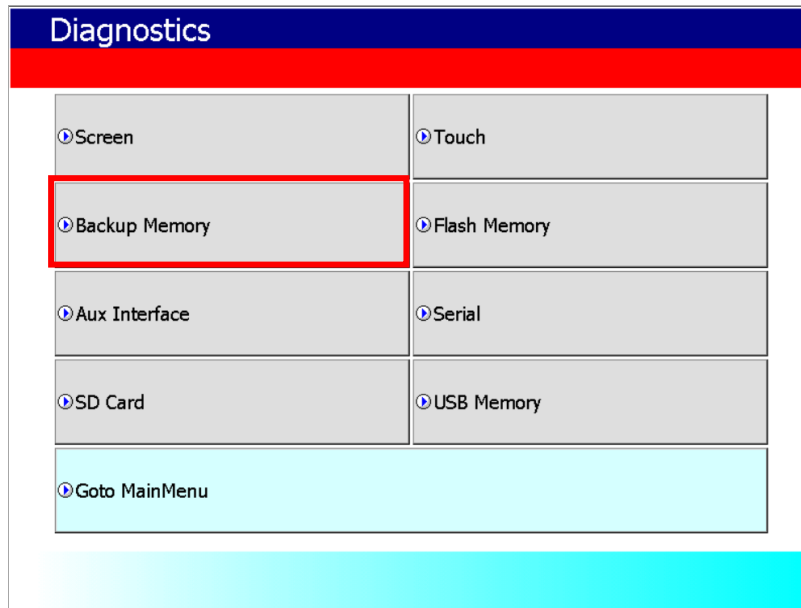 Diagnostics
Screen
Touch
Backup Memory
Flash Memory
Aux Interface
Serial
SD Card
USB Memory
Goto MainMenu